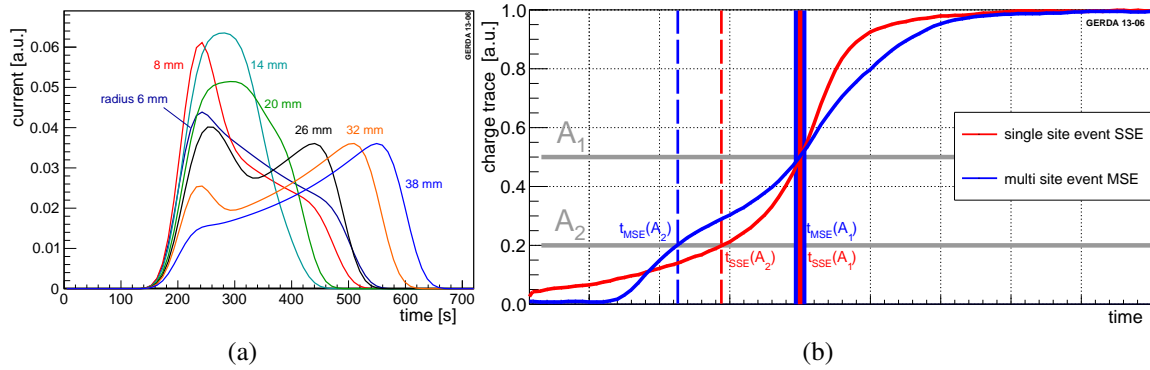 current [a.u.]
0.06
0.05
0.04
0.03
0.02
0.01
0
0 100 200 300 400 500 600 700
time [s]
8 mm
14 mm
radius 6 mm
20 mm
26 mm
32 mm
38 mm
GERDA 13-06
(a)
charge trace [a.u.]
1.0
0.8
0.6
0.4
0.2
0.0
GERDA 13-06
single site event SSE
multi site event MSE
A1
A2
tMSE(A2)
tMSE(A1)
tSSE(A2)
tSSE(A1)
time
(b)